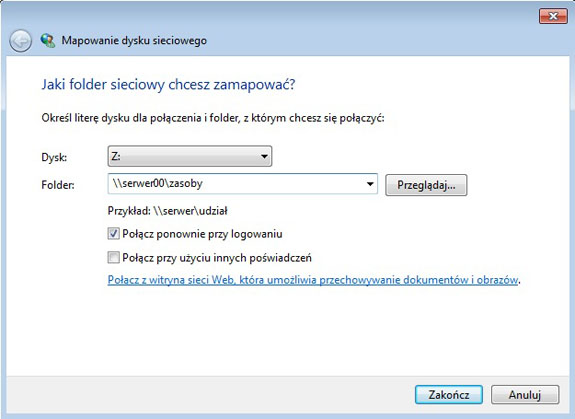 Mapowanie dysku sieciowego
Jaki folder sieciowy chcesz zamapować?
Określ literę dysku dla połączenia i folder, z którym chcesz się połączyć:
Dysk: Z:
Folder: \\serwer00\zasoby Przeglądaj...
Przykład: \\serwer\udział
Połącz ponownie przy logowaniu
Połącz przy użyciu innych poświadczeń
Połącz z witryna sieci Web, która umożliwia przechowywanie dokumentów i obrazów.
Zakończ Anuluj